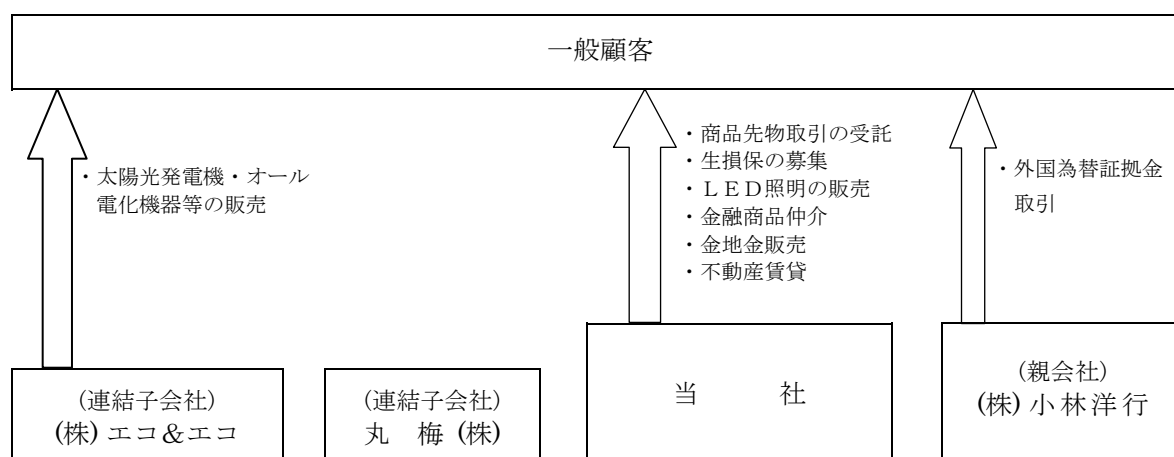 一般顧客
・太陽光発電機・オール
電化機器等の販売
・商品先物取引の受託
・生損保の募集
・ＬＥＤ照明の販売
・金融商品仲介
・金地金販売
・不動産賃貸
・外国為替証拠金
取引
(連結子会社)
(株) エコ＆エコ
(連結子会社)
丸　梅 (株)
当　　社
(親会社)
(株) 小林洋行